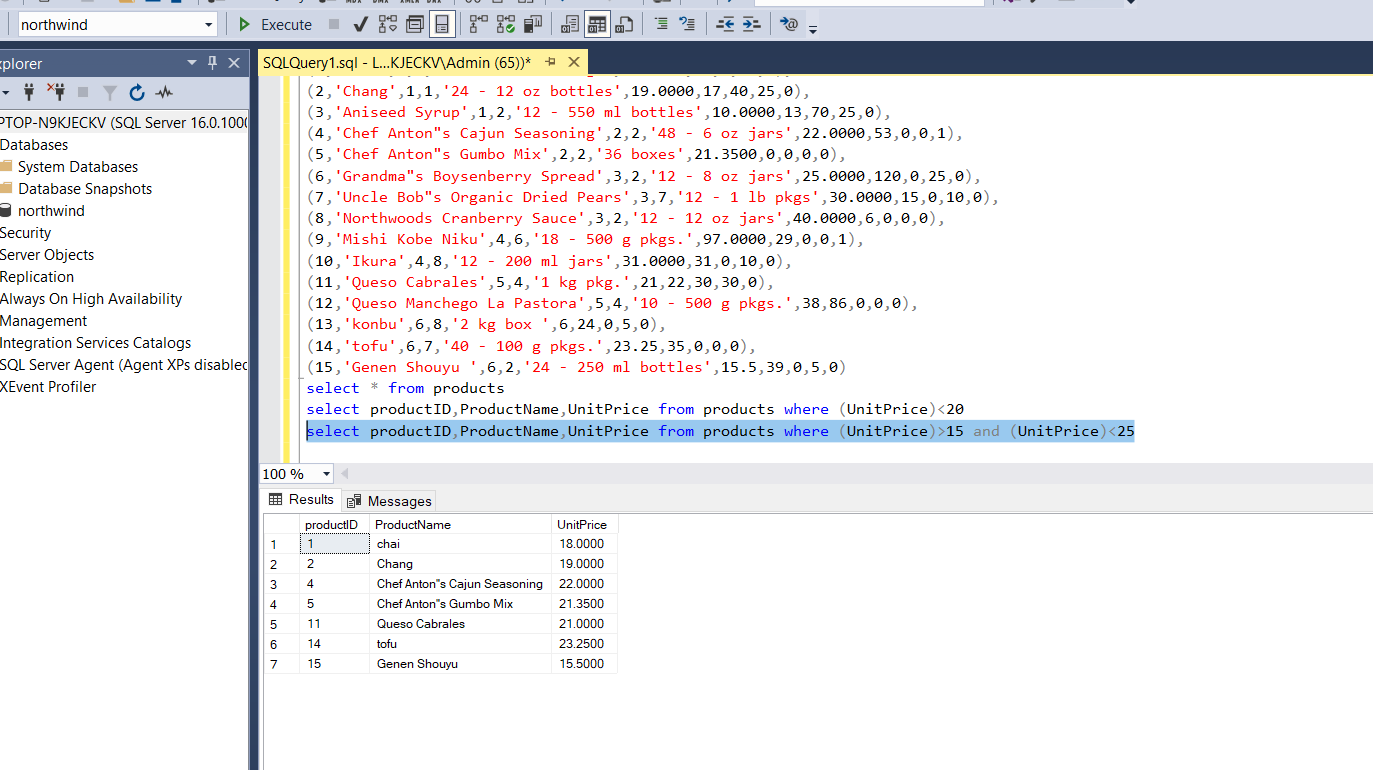 northwind
Execute
xplorer
SQLQuery1.sql - L...KJECKV\Admin (65))*
PTOP-N9KJECKV (SQL Server 16.0.1000
Databases
System Databases
Database Snapshots
northwind
Security
Server Objects
Replication
Always On High Availability
Management
Integration Services Catalogs
SQL Server Agent (Agent XPs disabled
XEvent Profiler
(2,'Chang',1,1,'24 - 12 oz bottles',19.0000,17,40,25,0),
(3,'Aniseed Syrup',1,2,'12 - 550 ml bottles',10.0000,13,70,25,0),
(4,'Chef Anton"s Cajun Seasoning',2,2,'48 - 6 oz jars',22.0000,53,0,0,1),
(5,'Chef Anton"s Gumbo Mix',2,2,'36 boxes',21.3500,0,0,0,0),
(6,'Grandma"s Boysenberry Spread',3,2,'12 - 8 oz jars',25.0000,120,0,25,0),
(7,'Uncle Bob"s Organic Dried Pears',3,7,'12 - 1 lb pkgs',30.0000,15,0,10,0),
(8,'Northwoods Cranberry Sauce',3,2,'12 - 12 oz jars',40.0000,6,0,0,0),
(9,'Mishi Kobe Niku',4,6,'18 - 500 g pkgs.',97.0000,29,0,0,1),
(10,'Ikura',4,8,'12 - 200 ml jars',31.0000,31,0,10,0),
(11,'Queso Cabrales',5,4,'1 kg pkg.',21,22,30,30,0),
(12,'Queso Manchego La Pastora',5,4,'10 - 500 g pkgs.',38,86,0,0,0),
(13,'konbu',6,8,'2 kg box ',6,24,0,5,0),
(14,'tofu',6,7,'40 - 100 g pkgs.',23.25,35,0,0,0),
(15,'Genen Shouyu ',6,2,'24 - 250 ml bottles',15.5,39,0,5,0)
select * from products
select productID,ProductName,UnitPrice from products where (UnitPrice)<20
select productID,ProductName,UnitPrice from products where (UnitPrice)>15 and (UnitPrice)<25
100 %
Results Messages
productID ProductName UnitPrice
1 1 chai 18.0000
2 2 Chang 19.0000
3 4 Chef Anton"s Cajun Seasoning 22.0000
4 5 Chef Anton"s Gumbo Mix 21.3500
5 11 Queso Cabrales 21.0000
6 14 tofu 23.2500
7 15 Genen Shouyu 15.5000